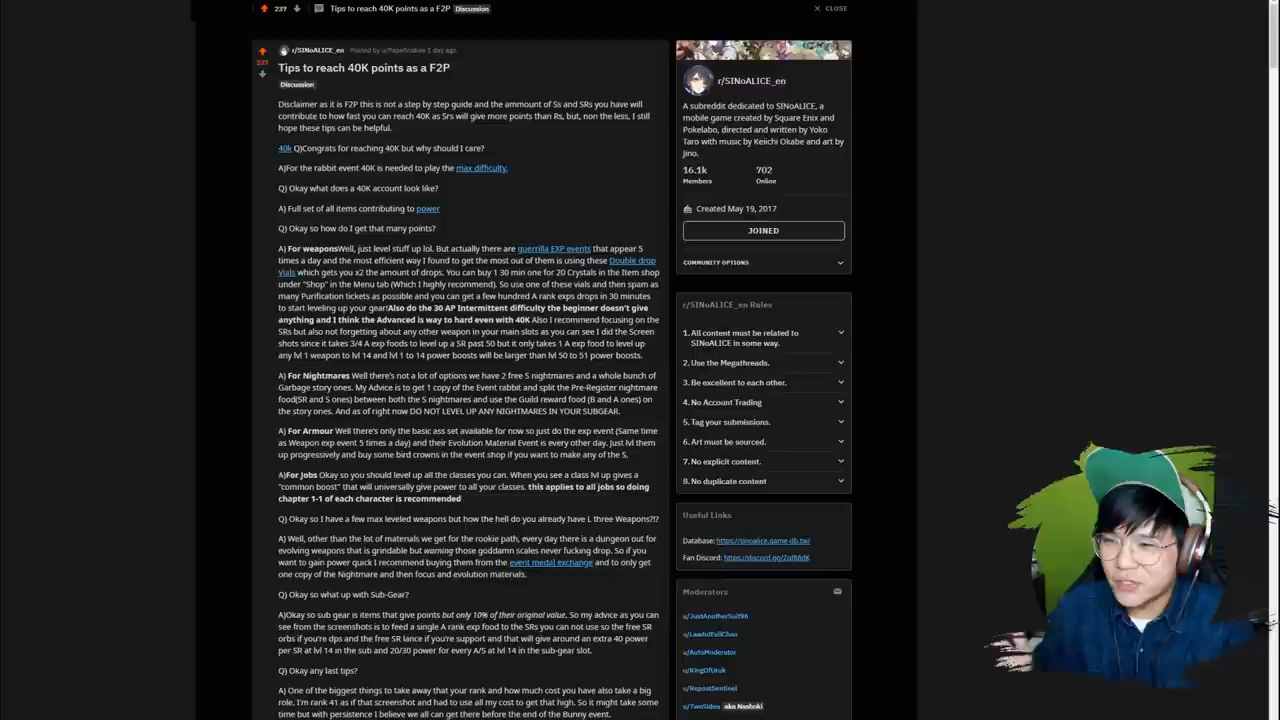 237 Tips to reach 40K points as a F2P Discussion
CLOSE
r/SINoALICE_en Posted by u/Papefinakee 1 day ago
237
Tips to reach 40K points as a F2P
Discussion
Disclaimer as it is F2P this is not a step by step guide and the ammount of Ss and SRs you have will
contribute to how fast you can reach 40K as Srs will give more points than Rs, but, non the less, I still
hope these tips can be helpful.
40k Q)Congrats for reaching 40K but why should I care?
A)For the rabbit event 40K is needed to play the max difficulty.
Q) Okay what does a 40K account look like?
A) Full set of all items contributing to power
Q) Okay so how do I get that many points?
A) For weaponsWell, just level stuff up lol. But actually there are guerrilla EXP events that appear 5
times a day and the most efficient way I found to get the most out of them is using these Double drop
Vials which gets you x2 the amount of drops. You can buy 1 30 min one for 20 Crystals in the Item shop
under "Shop" in the Menu tab (Which I highly recommend). So use one of these vials and then spam as
many Purification tickets as possible and you can get a few hundred A rank exps drops in 30 minutes
to start leveling up your gear!Also do the 30 AP Intermittent difficulty the beginner doesn't give
anything and I think the Advanced is way to hard even with 40K Also I recommend focusing on the
SRs but also not forgetting about any other weapon in your main slots as you can see I did the Screen
shots since it takes 3/4 A exp foods to level up a SR past 50 but it only takes 1 A exp food to level up
any lvl 1 weapon to lvl 14 and lvl 1 to 14 power boosts will be larger than lvl 50 to 51 power boosts.
A) For Nightmares Well there's not a lot of options we have 2 free S nightmares and a whole bunch of
Garbage story ones. My Advice is to get 1 copy of the Event rabbit and split the Pre-Register nightmare
food(SR and S ones) between both the S nightmares and use the Guild reward food (B and A ones) on
the story ones. And as of right now DO NOT LEVEL UP ANY NIGHTMARES IN YOUR SUBGEAR.
A) For Armour Well there's only the basic ass set available for now so just do the exp event (Same time
as Weapon exp event 5 times a day) and their Evolution Material Event is every other day. Just lvl them
up progressively and buy some bird crowns in the event shop if you want to make any of the S.
A)For Jobs Okay so you should level up all the classes you can. When you see a class lvl up gives a
"common boost" that will universally give power to all your classes. this applies to all jobs so doing
chapter 1-1 of each character is recommended
Q) Okay so I have a few max leveled weapons but how the hell do you already have L three Weapons?!?
A) Well, other than the lot of materials we get for the rookie path, every day there is a dungeon out for
evolving weapons that is grindable but warning those goddamn scales never fucking drop. So if you
want to gain power quick I recommend buying them from the event medal exchange and to only get
one copy of the Nightmare and then focus and evolution materials.
Q) Okay so what up with Sub-Gear?
A)Okay so sub gear is items that give points but only 10% of their original value. So my advice as you can
see from the screenshots is to feed a single A rank exp food to the SRs you can not use so the free SR
orbs if you're dps and the free SR lance if you're support and that will give around an extra 40 power
per SR at lvl 14 in the sub and 20/30 power for every A/S at lvl 14 in the sub-gear slot.
Q) Okay any last tips?
A) One of the biggest things to take away that your rank and how much cost you have also take a big
role. I'm rank 41 as if that screenshot and had to use all my cost to get that high. So it might take some
time but with persistence I believe we all can get there before the end of the Bunny event.
r/SINoALICE_en
A subreddit dedicated to SINoALICE, a
mobile game created by Square Enix and
Pokelabo, directed and written by Yoko
Taro with music by Keiichi Okabe and art by
Jino.
16.1k 702
Members Online
Created May 19, 2017
JOINED
COMMUNITY OPTIONS
r/SINoALICE_en Rules
1. All content must be related to
SINoALICE in some way.
2. Use the Megathreads.
3. Be excellent to each other.
4. No Account Trading
5. Tag your submissions.
6. Art must be sourced.
7. No explicit content.
8. No duplicate content
Useful Links
Database: https://sinoalice.game-db.tw/
Fan Discord: https://discord.gg/Zqf88dK
Moderators
u/JustAnotherSulf96
u/LawfulEvilChao
u/AutoModerator
u/KingOfUruk
u/RepostSentinel
u/TwoSides aka Nashoki